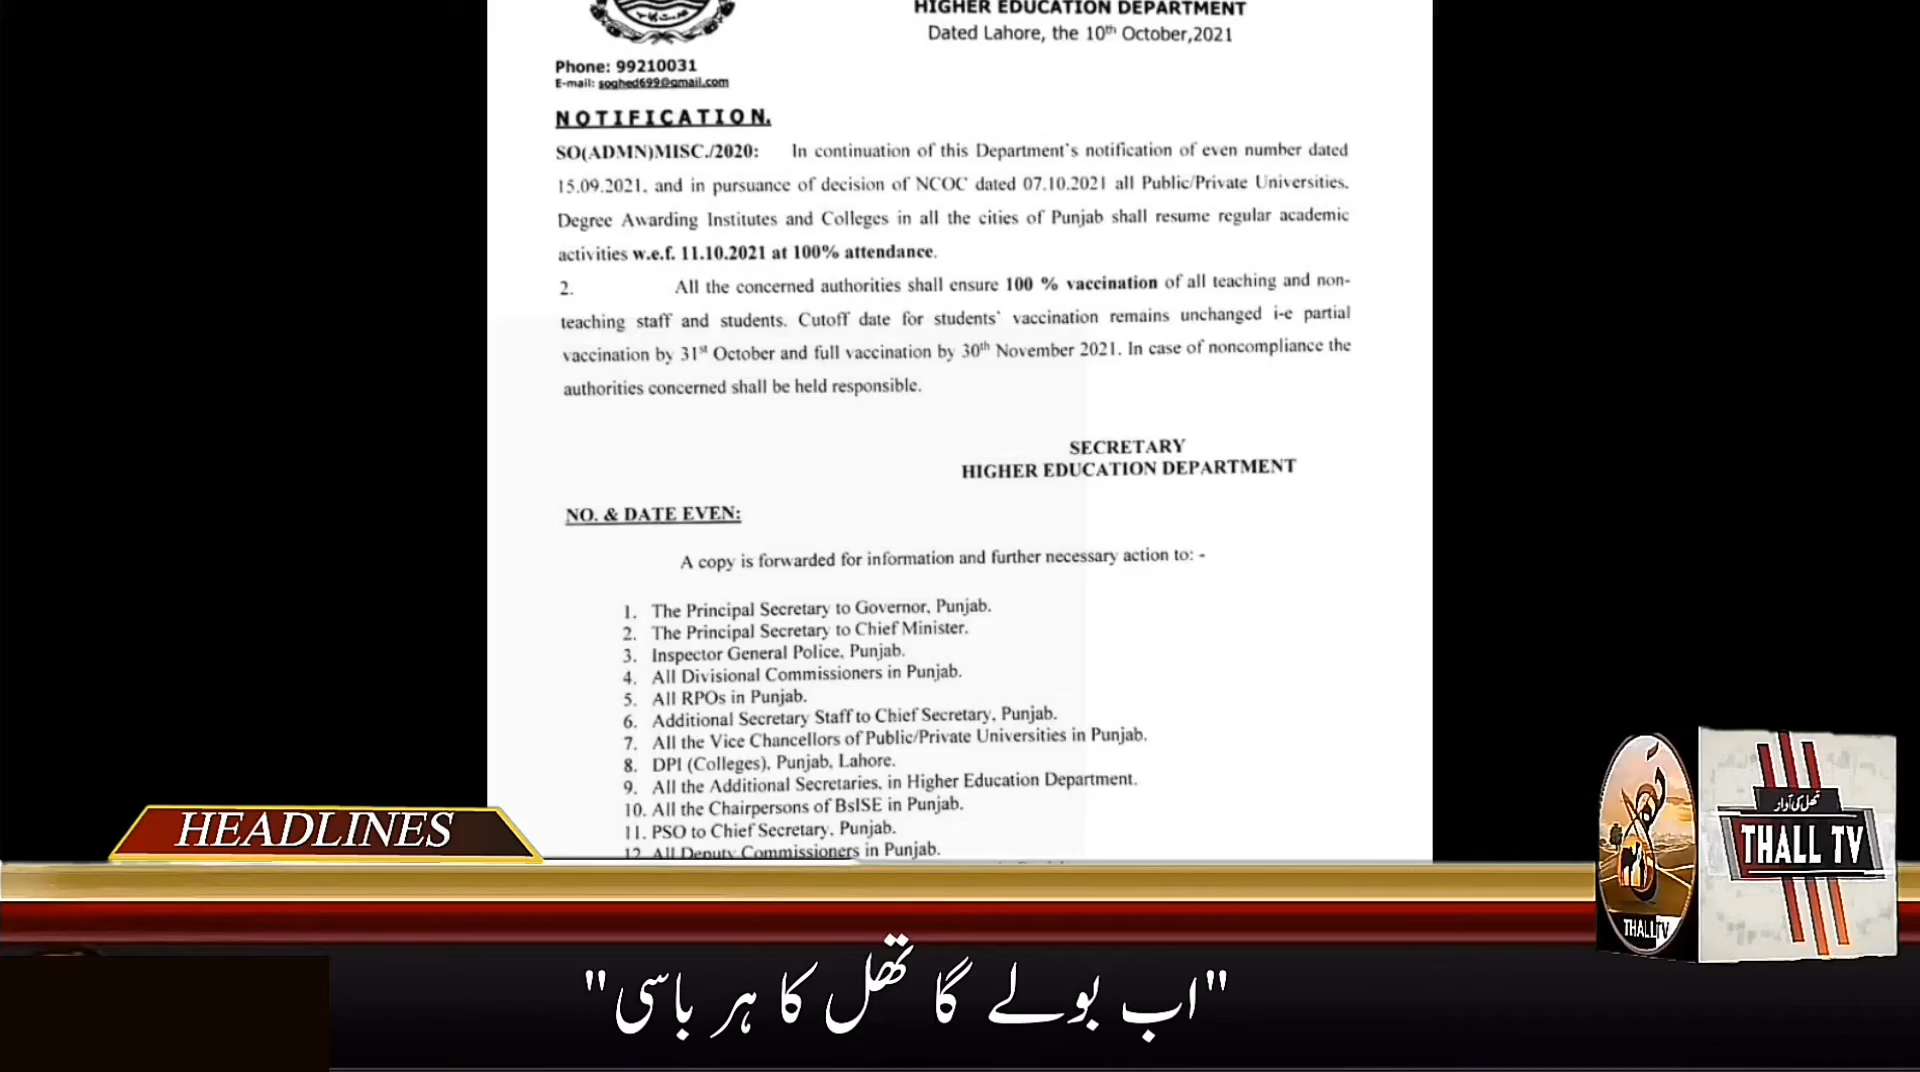 HIGHER EDUCATION DEPARTMENT
Dated Lahore, the 10th October,2021
Phone: 99210031
E-mail: soghed699@gmail.com
NOTIFICATION.
SO(ADMN)MISC./2020: In continuation of this Department's notification of even number dated
15.09.2021, and in pursuance of decision of NCOC dated 07.10.2021 all Public/Private Universities,
Degree Awarding Institutes and Colleges in all the cities of Punjab shall resume regular academic
activities w.e.f. 11.10.2021 at 100% attendance.
2. All the concerned authorities shall ensure 100 % vaccination of all teaching and non-
teaching staff and students. Cutoff date for students' vaccination remains unchanged i-e partial
vaccination by 31st October and full vaccination by 30th November 2021. In case of noncompliance the
authorities concerned shall be held responsible.
SECRETARY
HIGHER EDUCATION DEPARTMENT
NO. & DATE EVEN:
A copy is forwarded for information and further necessary action to: -
1. The Principal Secretary to Governor, Punjab.
2. The Principal Secretary to Chief Minister.
3. Inspector General Police, Punjab.
4. All Divisional Commissioners in Punjab.
5. All RPOs in Punjab.
6. Additional Secretary Staff to Chief Secretary, Punjab.
7. All the Vice Chancellors of Public/Private Universities in Punjab.
8. DPI (Colleges), Punjab, Lahore.
9. All the Additional Secretaries, in Higher Education Department.
10. All the Chairpersons of BsISE in Punjab.
11. PSO to Chief Secretary, Punjab.
12. All Deputy Commissioners in Punjab.
HEADLINES
تھل کی آواز
THALL TV
THALL TV
"اب بولے گا تھل کا ہر باسی"